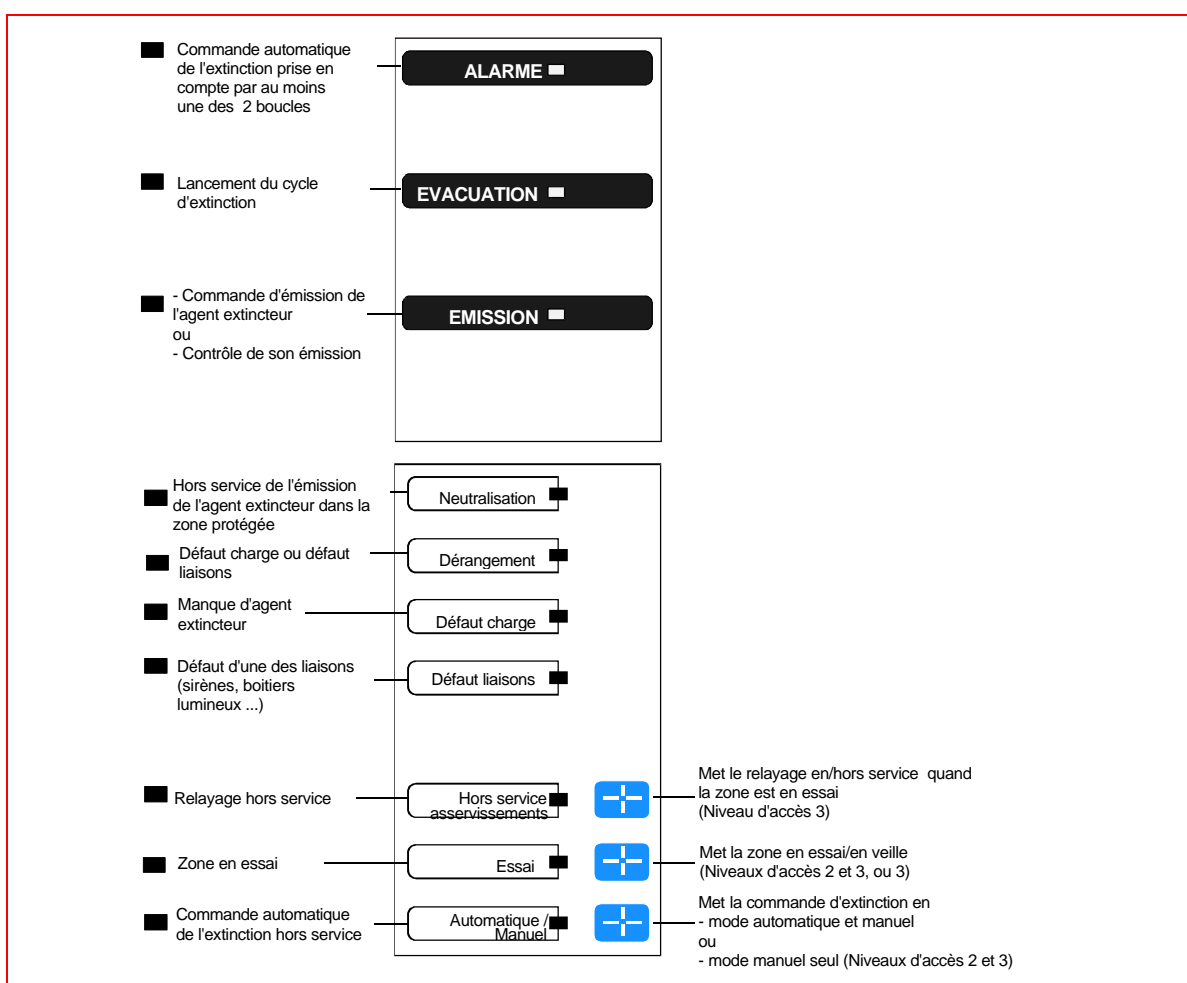 Commande automatique
de l'extinction prise en
compte par au moins
une des 2 boucles
ALARME
Lancement du cycle
d'extinction
EVACUATION
- Commande d'émission de
l'agent extincteur
ou
- Contrôle de son émission
EMISSION
Hors service de l'émission
de l'agent extincteur dans la
zone protégée
Neutralisation
Défaut charge ou défaut
liaisons
Dérangement
Manque d'agent
extincteur
Défaut charge
Défaut d'une des liaisons
(sirènes, boitiers
lumineux ...)
Défaut liaisons
Relayage hors service
Hors service
asservissements
Met le relayage en/hors service quand
la zone est en essai
(Niveau d'accès 3)
Zone en essai
Essai
Met la zone en essai/en veille
(Niveaux d'accès 2 et 3, ou 3)
Commande automatique
de l'extinction hors service
Automatique /
Manuel
Met la commande d'extinction en
- mode automatique et manuel
ou
- mode manuel seul (Niveaux d'accès 2 et 3)